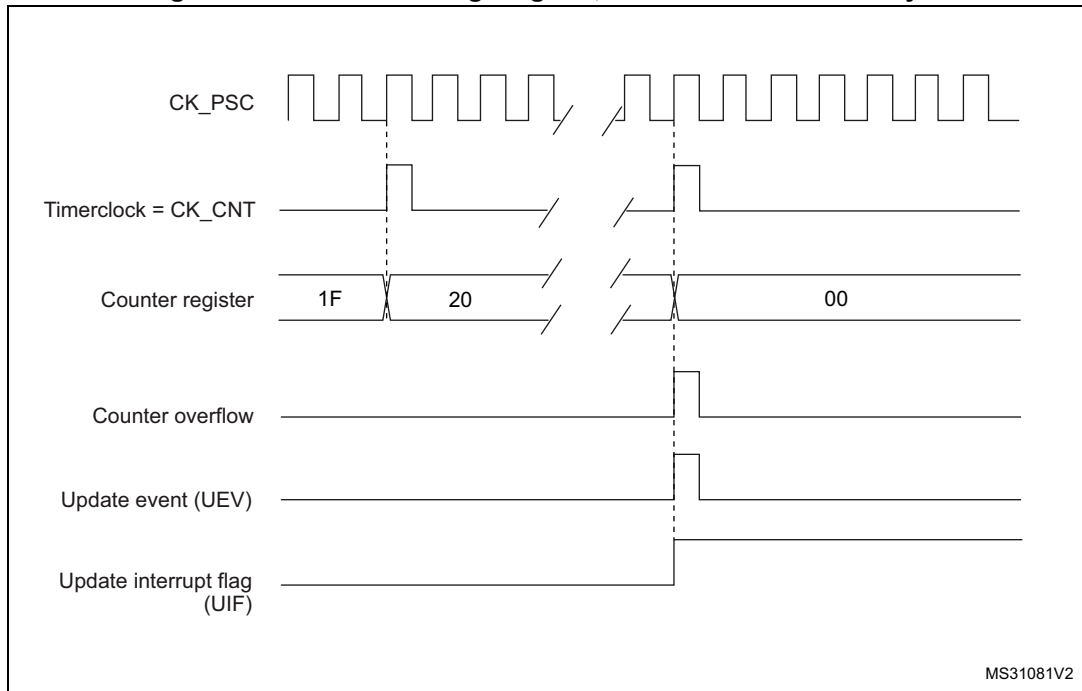 CK_PSC
Timerclock = CK_CNT
Counter register
1F
20
00
Counter overflow
Update event (UEV)
Update interrupt flag
(UIF)
MS31081V2